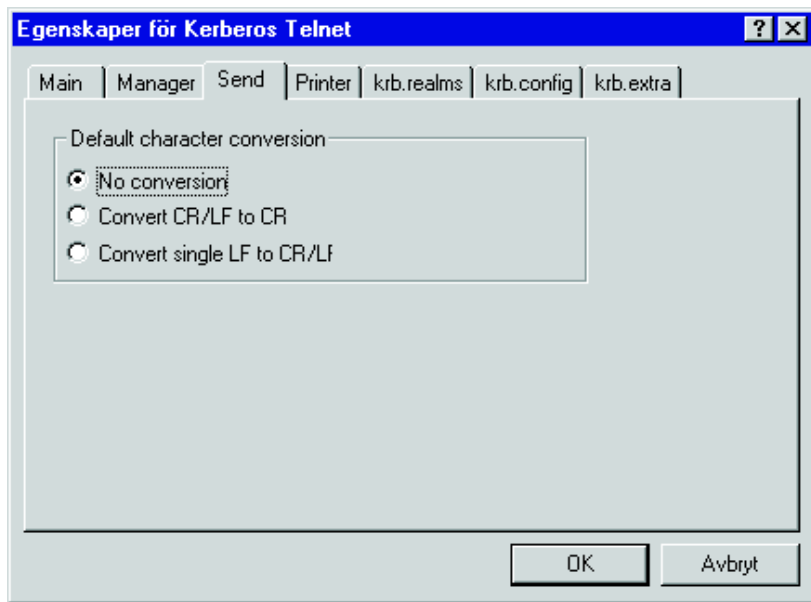 Egenskaper för Kerberos Telnet
Main Manager Send Printer krb.realms krb.config krb.extra
Default character conversion
No conversion
Convert CR/LF to CR
Convert single LF to CR/LF
OK Avbryt